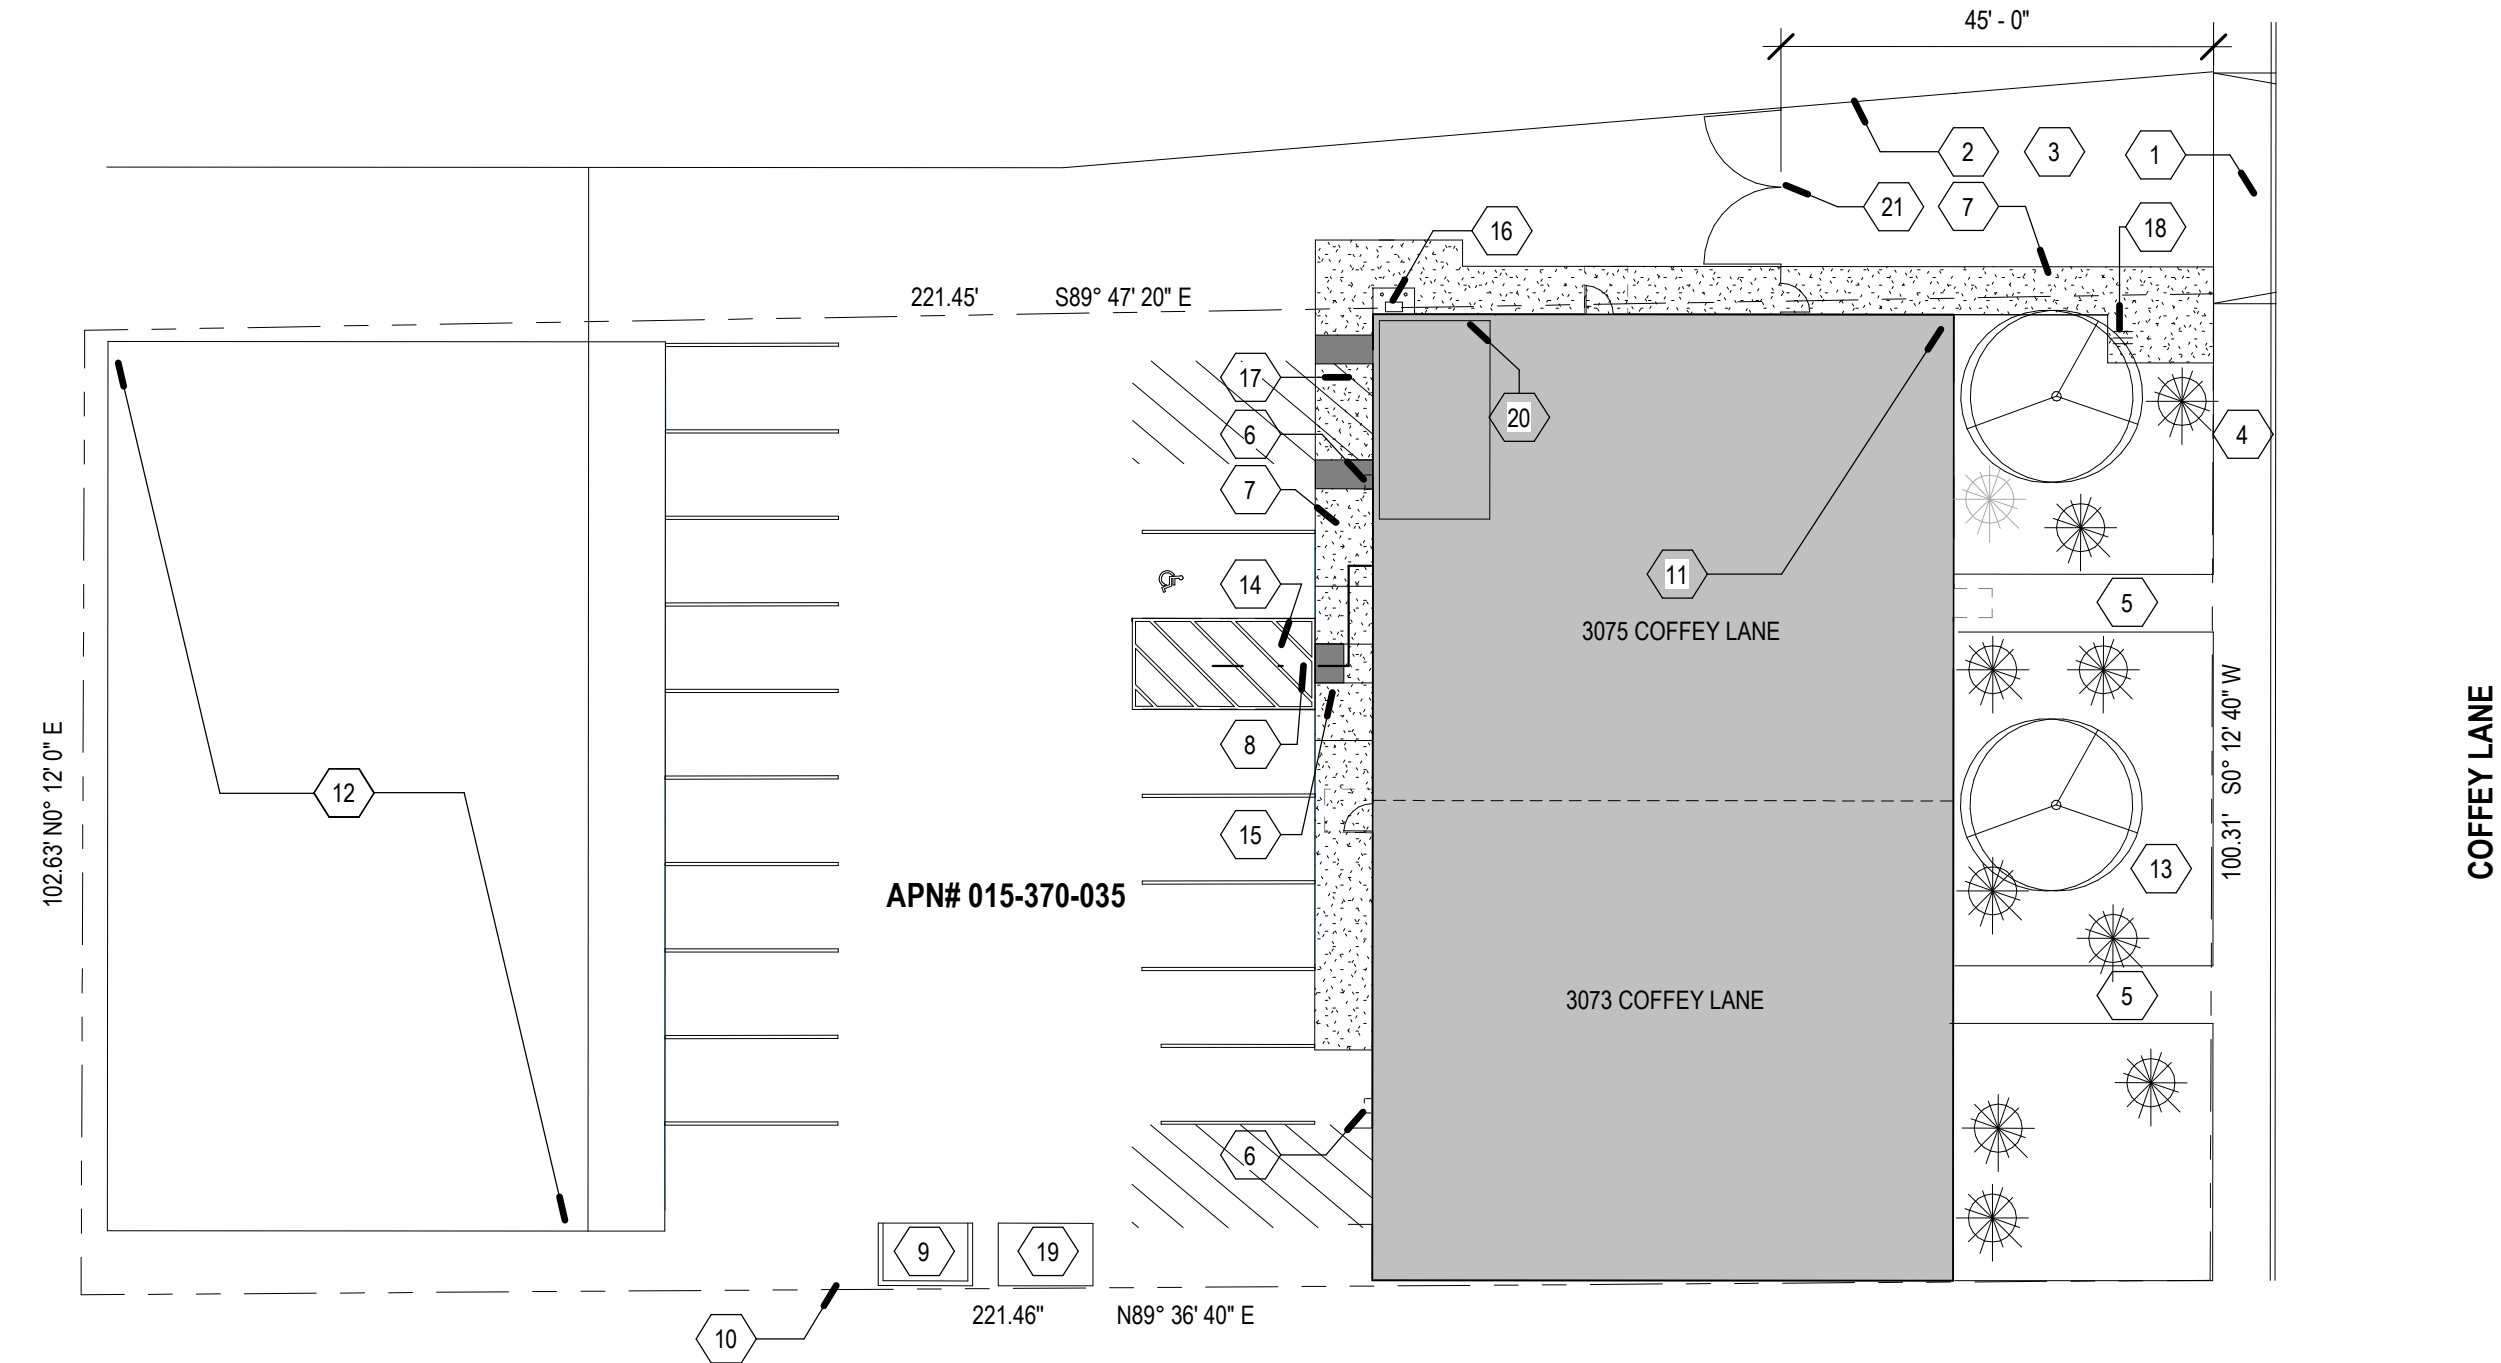 45' - 0"
2
3
1
21
7
18
16
221.45' S89° 47' 20" E
17
20
6
4
7
11
14
5
3075 COFFEY LANE
8
12
15
13
102.63' N0° 12' 0" E
100.31' S0° 12' 40" W
COFFEY LANE
APN# 015-370-035
5
3073 COFFEY LANE
6
9
19
221.46" N89° 36' 40" E
10